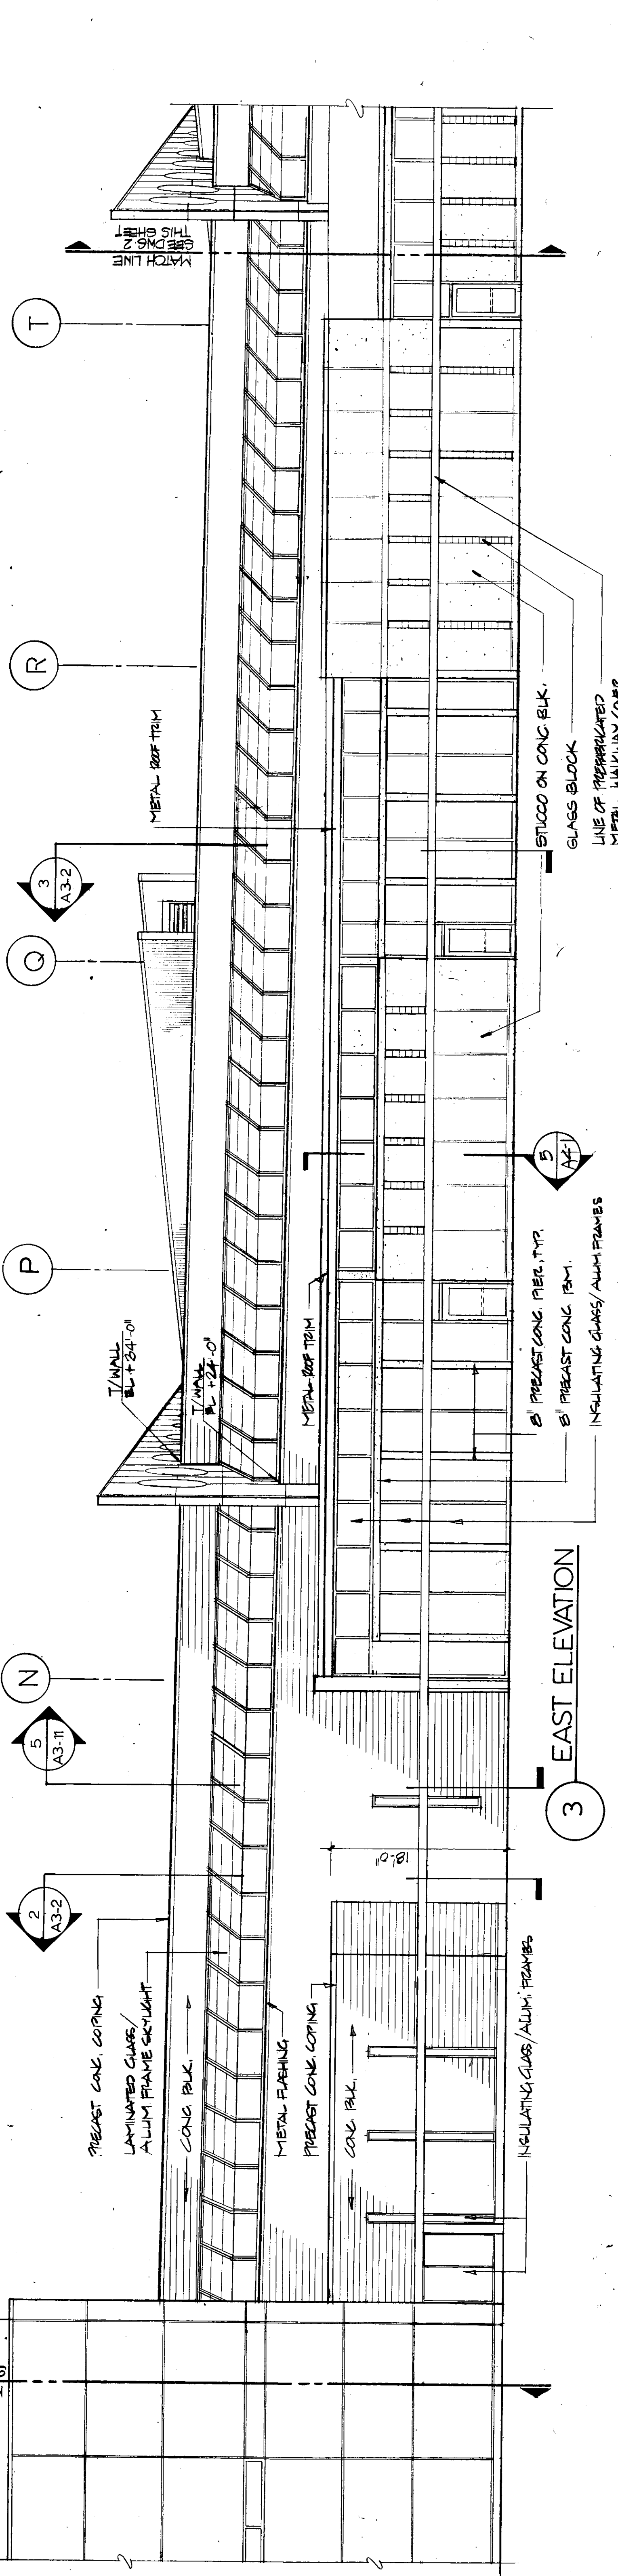 N
P
Q
R
T
2
A3-2
5
A3-11
3
A3-2
MATCH LINE
SEE DWG. 2
THIS SHEET
PRECAST CONC. COPING
LAMINATED GLASS/
ALUM FRAME SKYLIGHT
CONC. BLK.
METAL FLASHING
PRECAST CONC. COPING
CONC. BLK.
INSULATING GLASS/ALUM. FRAMES
18'-0"
T/WALL
EL + 34'-0"
T/WALL
EL + 24'-0"
METAL ROOF TRIM
METAL ROOF TRIM
8" PRECAST CONC. PIER, TYP.
8" PRECAST CONC. BM.
INSULATING GLASS/ALUM. FRAMES
5
A4-1
STUCCO ON CONC. BLK.
GLASS BLOCK
LINE OF PREFABRICATED
METAL WALKWAY COVER
3
EAST ELEVATION